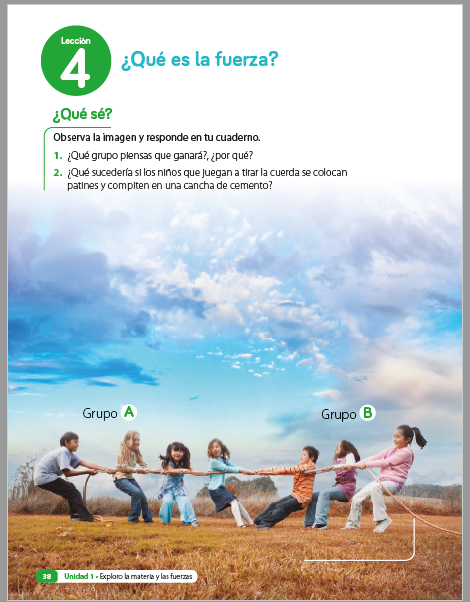 Lección
4
¿Qué es la fuerza?
¿Qué sé?
Observa la imagen y responde en tu cuaderno.
1. ¿Qué grupo piensas que ganará?, ¿por qué?
2. ¿Qué sucedería si los niños que juegan a tirar la cuerda se colocan
patines y compiten en una cancha de cemento?
Grupo A
Grupo B
38 Unidad 1 • Exploro la materia y las fuerzas